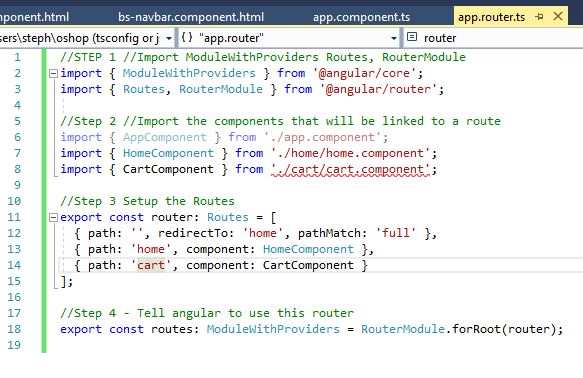 ponent.html bs-navbar.component.html app.component.ts app.router.ts
sers\steph\oshop (tsconfig or j {} "app.router" router
1 //STEP 1 //Import ModuleWithProviders Routes, RouterModule
2 import { ModuleWithProviders } from '@angular/core';
3 import { Routes, RouterModule } from '@angular/router';
4
5 //Step 2 //Import the components that will be linked to a route
6 import { AppComponent } from './app.component';
7 import { HomeComponent } from './home/home.component';
8 import { CartComponent } from './cart/cart.component';
9
10 //Step 3 Setup the Routes
11 export const router: Routes = [
12 { path: '', redirectTo: 'home', pathMatch: 'full' },
13 { path: 'home', component: HomeComponent },
14 { path: 'cart', component: CartComponent }
15 ];
16
17 //Step 4 - Tell angular to use this router
18 export const routes: ModuleWithProviders = RouterModule.forRoot(router);
19